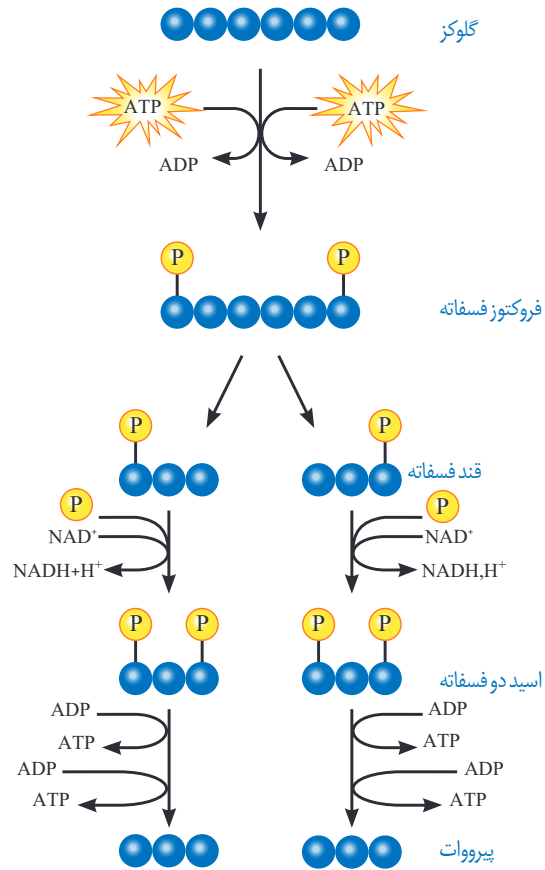 گلوکز
ATP ATP
ADP ADP
P P
فروکتوز فسفاته
P P
قند فسفاته
P P
NAD⁺ NAD⁺
NADH+H⁺ NADH,H⁺
P P P P
اسید دو فسفاته
ADP ADP
ATP ATP
ADP ADP
ATP ATP
پیرووات